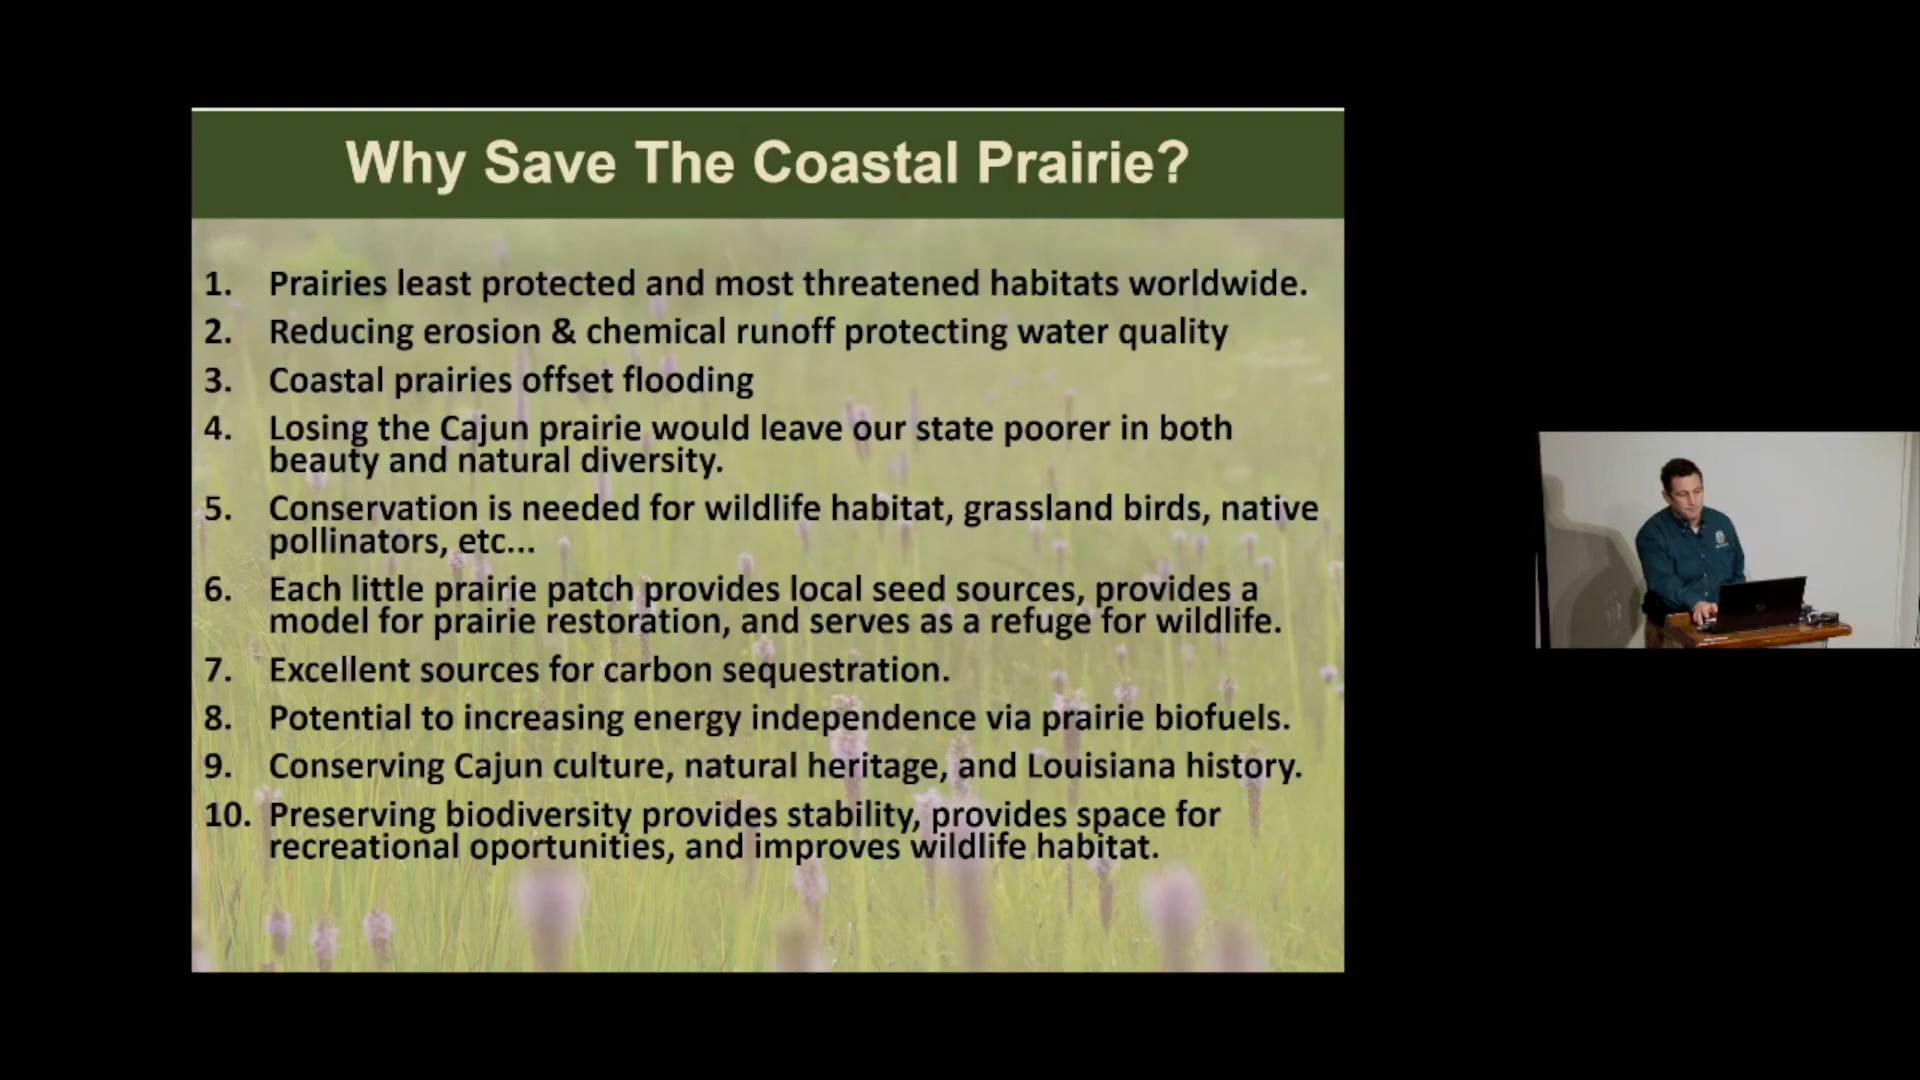 Why Save The Coastal Prairie?
1. Prairies least protected and most threatened habitats worldwide.
2. Reducing erosion & chemical runoff protecting water quality
3. Coastal prairies offset flooding
4. Losing the Cajun prairie would leave our state poorer in both
beauty and natural diversity.
5. Conservation is needed for wildlife habitat, grassland birds, native
pollinators, etc...
6. Each little prairie patch provides local seed sources, provides a
model for prairie restoration, and serves as a refuge for wildlife.
7. Excellent sources for carbon sequestration.
8. Potential to increasing energy independence via prairie biofuels.
9. Conserving Cajun culture, natural heritage, and Louisiana history.
10. Preserving biodiversity provides stability, provides space for
recreational oportunities, and improves wildlife habitat.